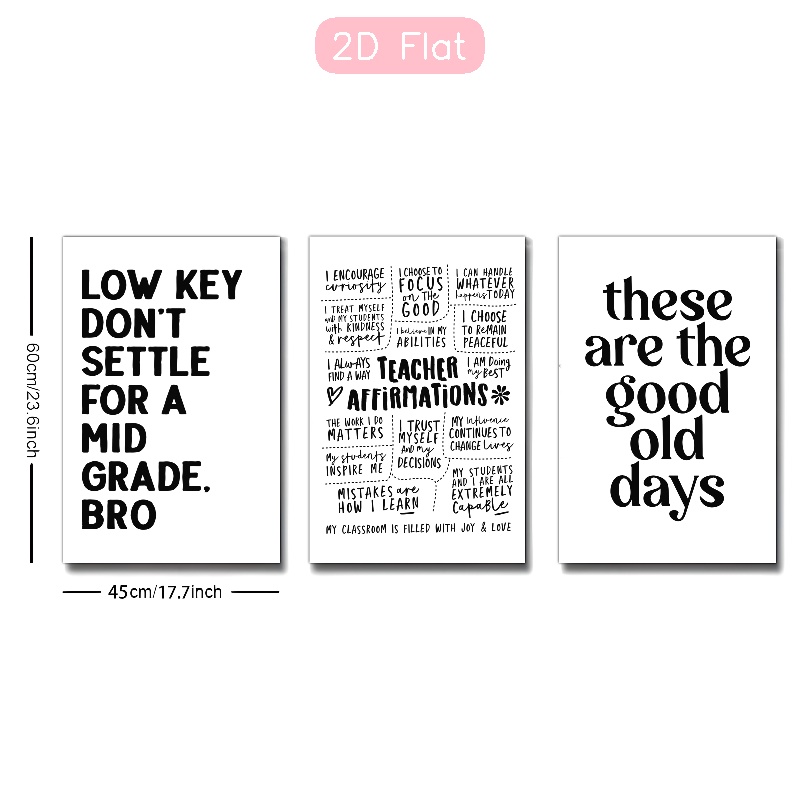 2D Flat
60cm/23.6inch
45cm/17.7inch
LOW KEY
DON'T
SETTLE
FOR A
MID
GRADE.
BRO
I ENCOURAGE
curiosity
I CHOOSE TO
FOCUS
on THE
GOOD
I CAN HANDLE
WHATEVER
happens TODAY
I TREAT MYSELF
and MY STUDENTS
with KINDNESS
& respect
I believe IN MY
ABILITIES
I CHOOSE
TO REMAIN
PEACEFUL
I ALWAYS
FIND A WAY
TEACHER
AFFIRMATIONS
I AM Doing
my BEST
THE WORK I DO
MATTERS
I TRUST
MYSELF
and my
DECISIONS
MY Influence
CONTINUES TO
CHANGE lives
My students
INSPIRE ME
MISTAKES are
HOW I LEARN
MY STUDENTS
AND I ARE ALL
EXTREMELY
CapaBLE
MY CLASSROOM IS FILLED WITH JOY & LOVE
these
are the
good
old
days